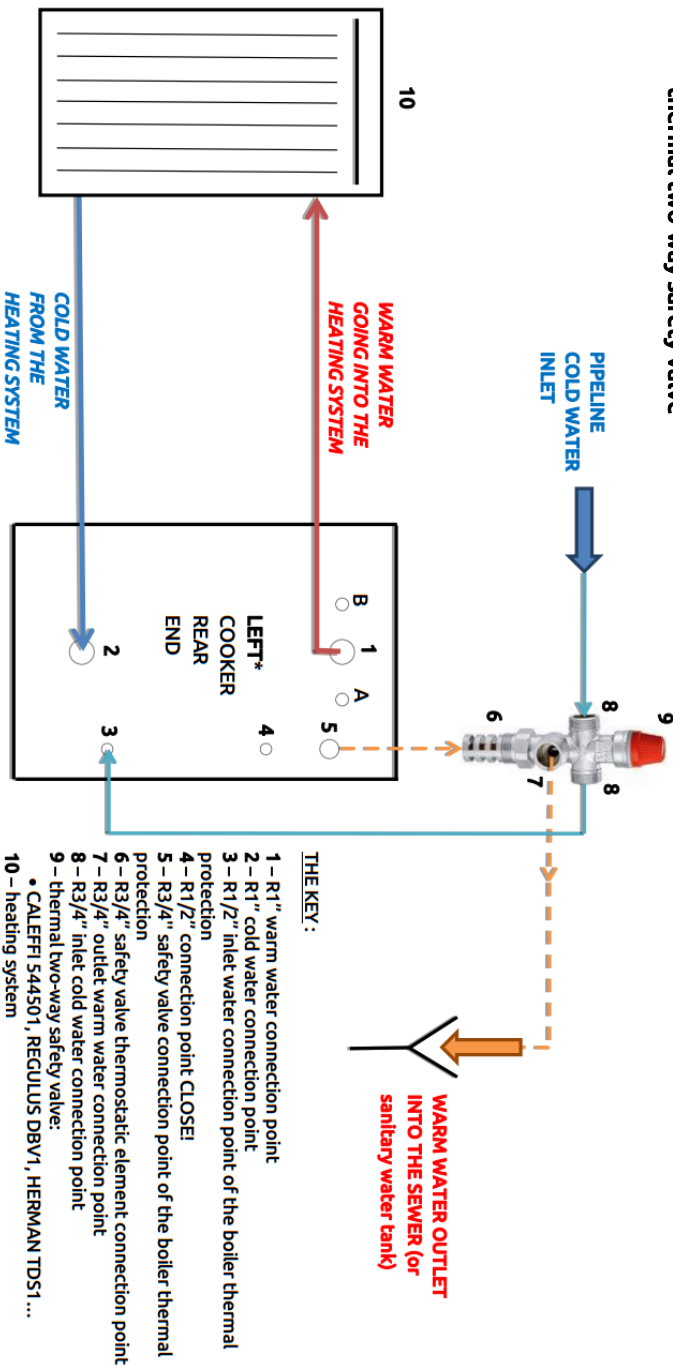 thermal two-way safety valve
10
WARM WATER
GOING INTO THE
HEATING SYSTEM
COLD WATER
FROM THE
HEATING SYSTEM
PIPELINE
COLD WATER
INLET
9
8
8
6
7
B
1
A
5
LEFT*
COOKER
REAR
END
4
2
3
WARM WATER OUTLET
INTO THE SEWER (or
sanitary water tank)
THE KEY:
1 – R1" warm water connection point
2 – R1" cold water connection point
3 – R1/2" inlet water connection point of the boiler thermal
protection
4 – R1/2" connection point CLOSE!
5 – R3/4" safety valve connection point of the boiler thermal
protection
6 – R3/4" safety valve thermostatic element connection point
7 – R3/4" outlet warm water connection point
8 – R3/4" inlet cold water connection point
9 – thermal two-way safety valve:
• CALEFFI 544501, REGULUS DBV1, HERMAN TDS1...
10 – heating system